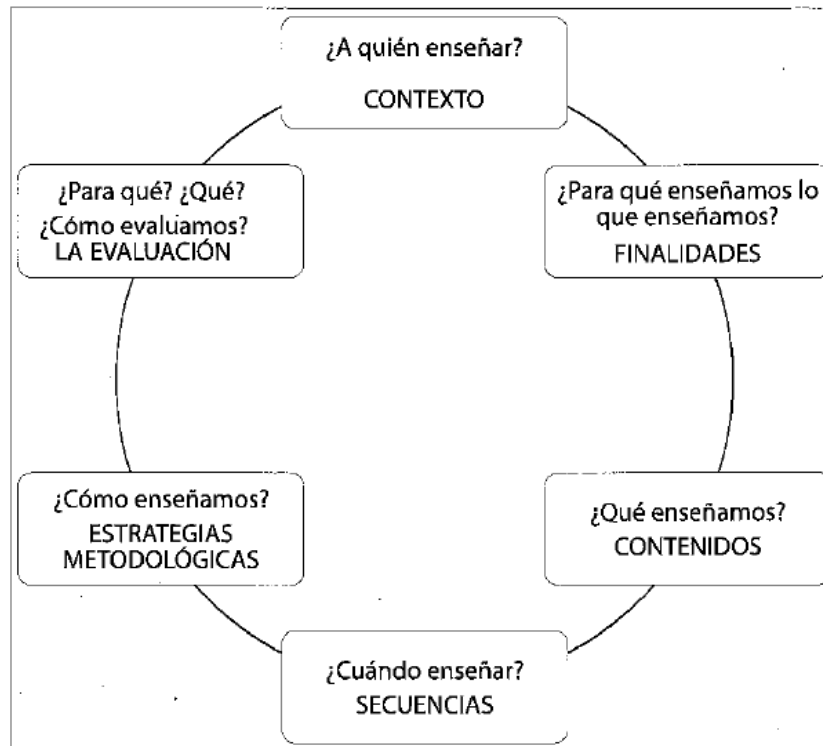 ¿A quién enseñar?
CONTEXTO
¿Para qué enseñamos lo
que enseñamos?
FINALIDADES
¿Qué enseñamos?
CONTENIDOS
¿Cuándo enseñar?
SECUENCIAS
¿Cómo enseñamos?
ESTRATEGIAS
METODOLÓGICAS
¿Para qué? ¿Qué?
¿Cómo evaluamos?
LA EVALUACIÓN